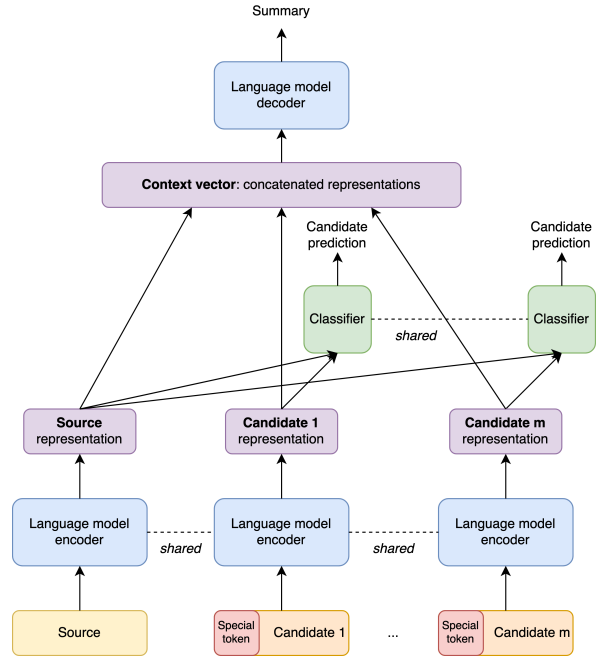 Summary
Language model
decoder
Context vector: concatenated representations
Candidate
prediction
Candidate
prediction
Classifier
shared
Classifier
Source
representation
Candidate 1
representation
Candidate m
representation
Language model
encoder
shared
Language model
encoder
shared
Language model
encoder
Source
Special
token
Candidate 1
...
Special
token
Candidate m